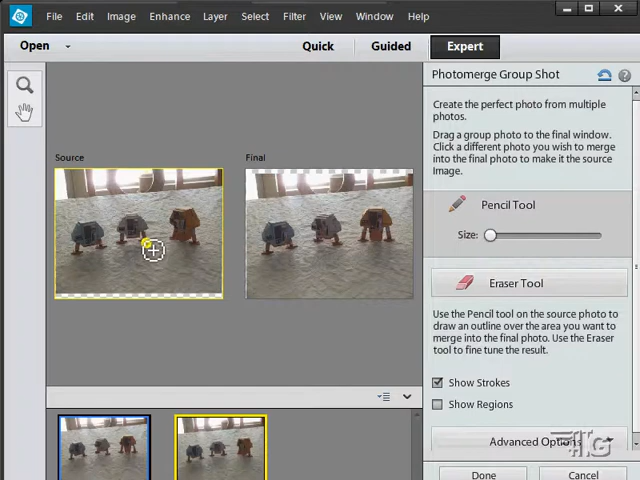 File Edit Image Enhance Layer Select Filter View Window Help
Open Quick Guided Expert
Photomerge Group Shot
Create the perfect photo from multiple
photos.
Drag a group photo to the final window.
Click a different photo you wish to merge
into the final photo to make it the source
Image.
Source Final
Pencil Tool
Size:
Eraser Tool
Use the Pencil tool on the source photo to
draw an outline over the area you want to
merge into the final photo. Use the Eraser
tool to fine tune the result.
Show Strokes
Show Regions
Advanced Options
Done Cancel